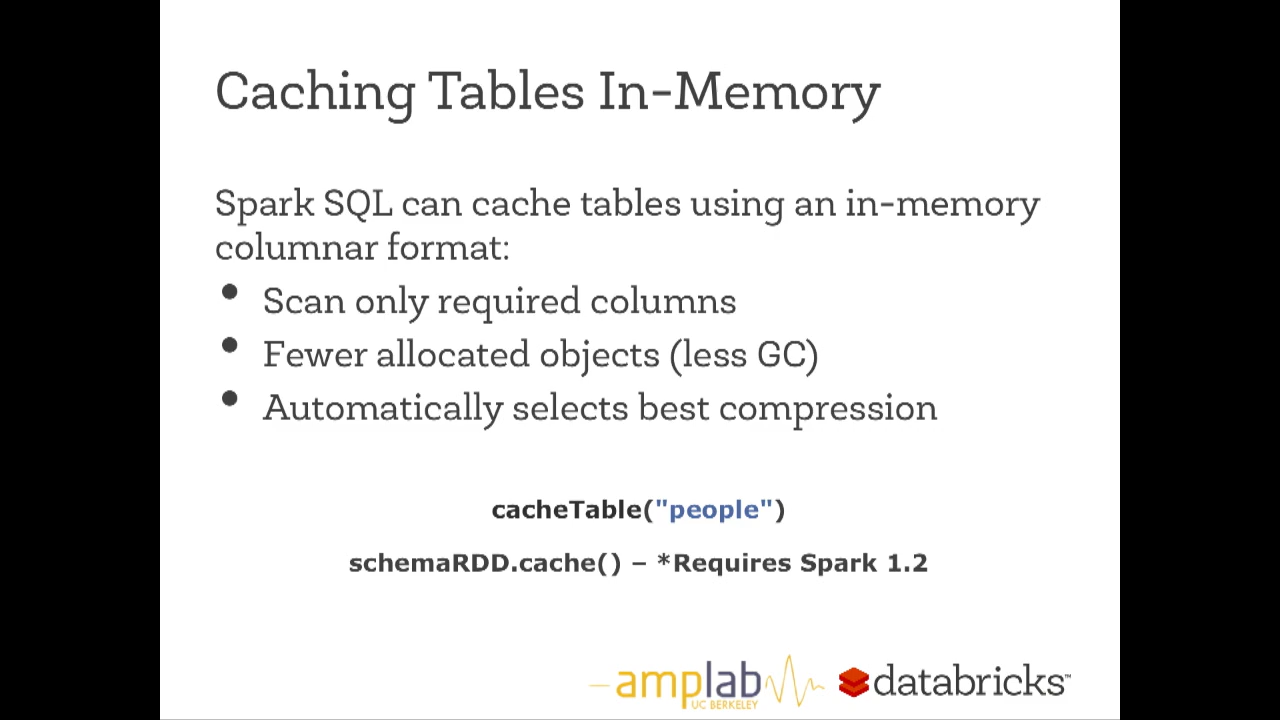 Caching Tables In-Memory
Spark SQL can cache tables using an in-memory
columnar format:
• Scan only required columns
• Fewer allocated objects (less GC)
• Automatically selects best compression
cacheTable("people")
schemaRDD.cache() – *Requires Spark 1.2
amplab
UC BERKELEY
databricks™